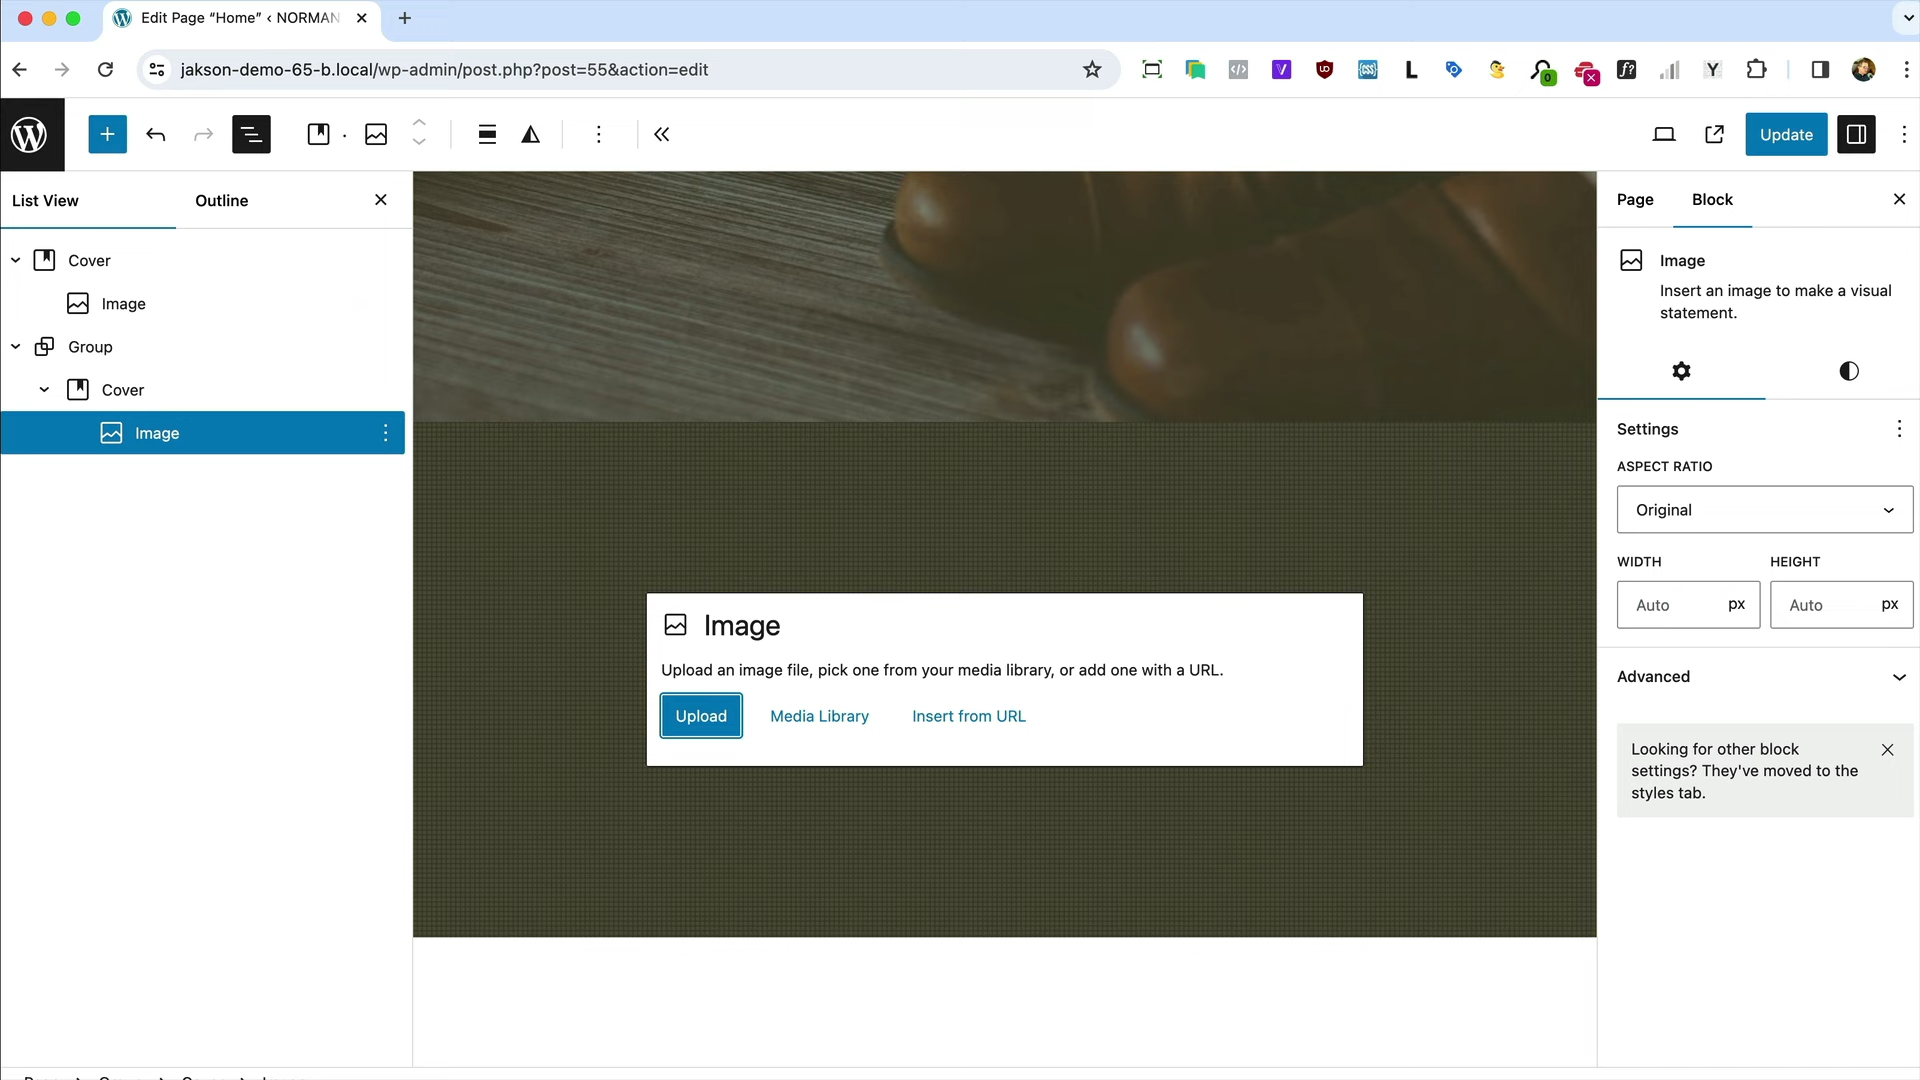 Edit Page “Home” ‹ NORMAN
jakson-demo-65-b.local/wp-admin/post.php?post=55&action=edit
Update
List View
Outline
Cover
Image
Group
Cover
Image
Image
Upload an image file, pick one from your media library, or add one with a URL.
Upload
Media Library
Insert from URL
Page
Block
Image
Insert an image to make a visual
statement.
Settings
ASPECT RATIO
Original
WIDTH
HEIGHT
Auto
px
Auto
px
Advanced
Looking for other block
settings? They've moved to the
styles tab.